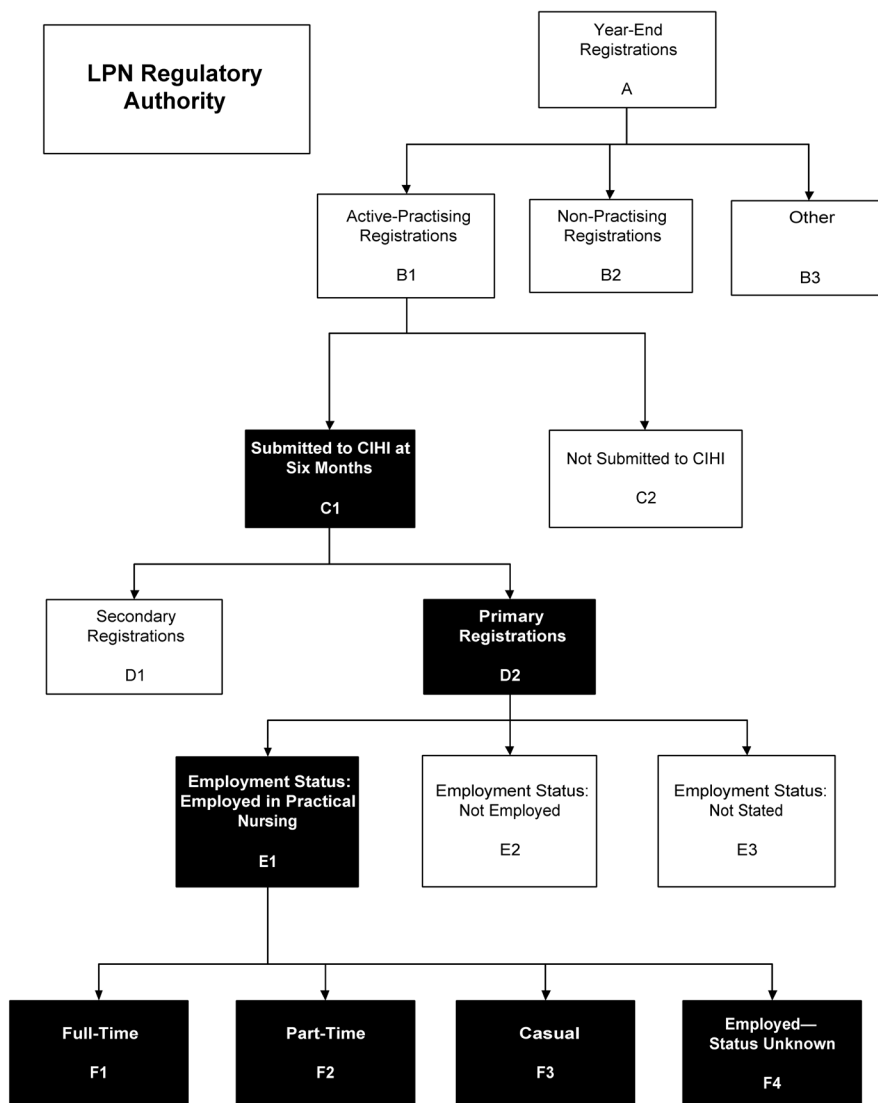 LPN Regulatory
Authority
Year-End
Registrations
A
Active-Practising
Registrations
B1
Non-Practising
Registrations
B2
Other
B3
Submitted to CIHI at
Six Months
C1
Not Submitted to CIHI
C2
Secondary
Registrations
D1
Primary
Registrations
D2
Employment Status:
Employed in Practical
Nursing
E1
Employment Status:
Not Employed
E2
Employment Status:
Not Stated
E3
Full-Time
F1
Part-Time
F2
Casual
F3
Employed—
Status Unknown
F4